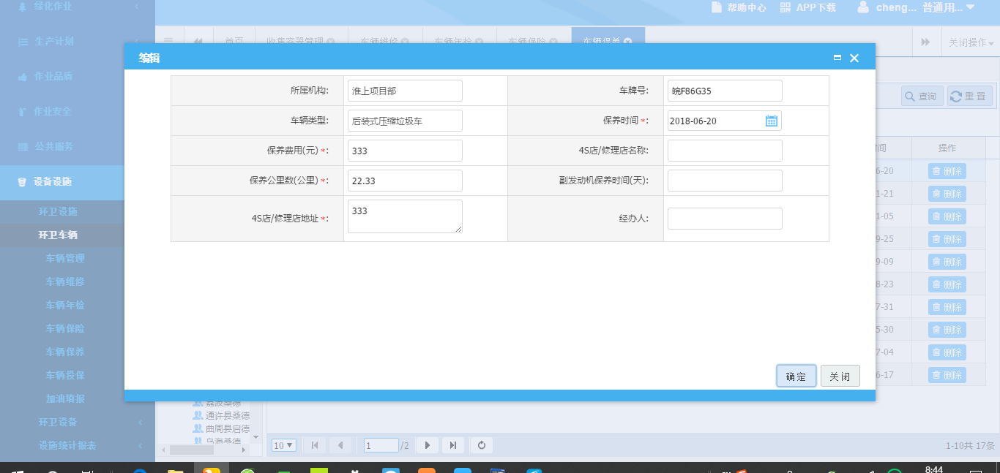 绿化作业
帮助中心 APP下载 cheng... 普通用...
生产计划
首页 收集容器管理 车辆维修 车辆年检 车辆保险 车辆保养 关闭操作
编辑
作业品质
所属机构: 淮上项目部 车牌号: 皖F86G35
查询 重 置
作业安全
车辆类型: 后装式压缩垃圾车 保养时间 *: 2018-06-20
公共服务
保养费用(元) *: 333 4S店/修理店名称:
间 操作
6-20 删除
设备设施
保养公里数(公里) *: 22.33 副发动机保养时间(天):
1-21 删除
环卫设施
4S店/修理店地址 *: 333 经办人:
1-05 删除
环卫车辆
9-25 删除
车辆管理
9-09 删除
车辆维修
8-23 删除
车辆年检
7-31 删除
车辆保险
5-30 删除
车辆保养
7-04 删除
车辆投保
确 定 关 闭
6-17 删除
加油填报
荔波桑德
通许县桑德
环卫设备
曲周县启德
乌海桑德
设施统计报表
10 1 /2 1-10共 17条
8:44